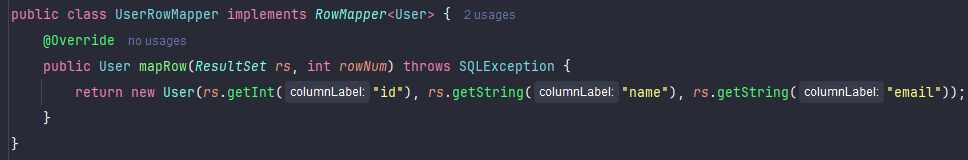 public class UserRowMapper implements RowMapper<User> { 2 usages
@Override no usages
public User mapRow(ResultSet rs, int rowNum) throws SQLException {
return new User(rs.getInt( columnLabel: "id"), rs.getString( columnLabel: "name"), rs.getString( columnLabel: "email"));
}
}